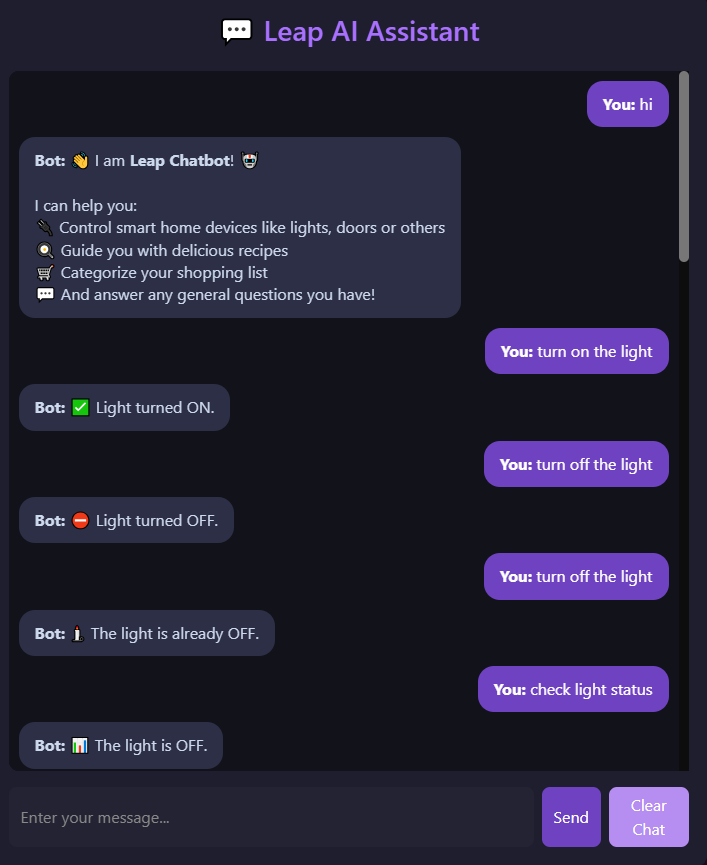 💬 Leap AI Assistant
You: hi
Bot: 👋 I am Leap Chatbot! 🤖
I can help you:
🔌 Control smart home devices like lights, doors or others
🍳 Guide you with delicious recipes
🛒 Categorize your shopping list
💬 And answer any general questions you have!
You: turn on the light
Bot: ✅ Light turned ON.
You: turn off the light
Bot: ⛔ Light turned OFF.
You: turn off the light
Bot: 🕯 The light is already OFF.
You: check light status
Bot: 📊 The light is OFF.
Enter your message...
Send
Clear
Chat